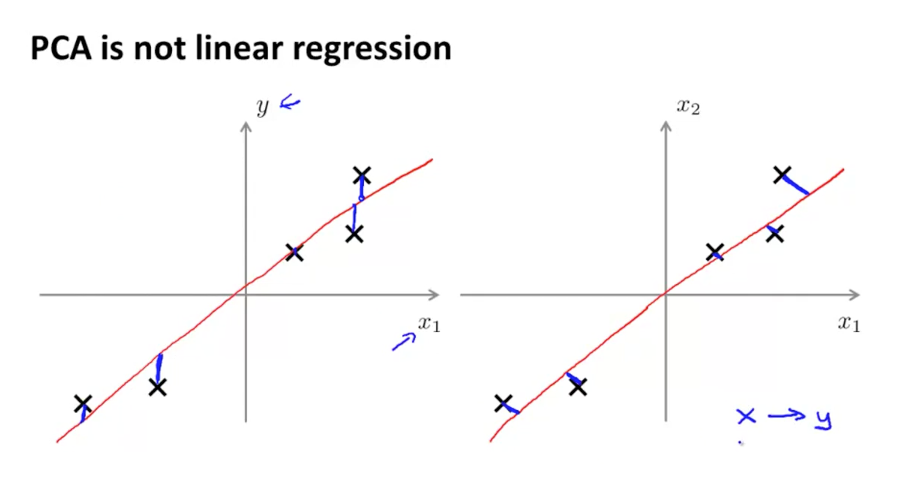 PCA is not linear regression
y
x₁
x₂
x₁
x → y